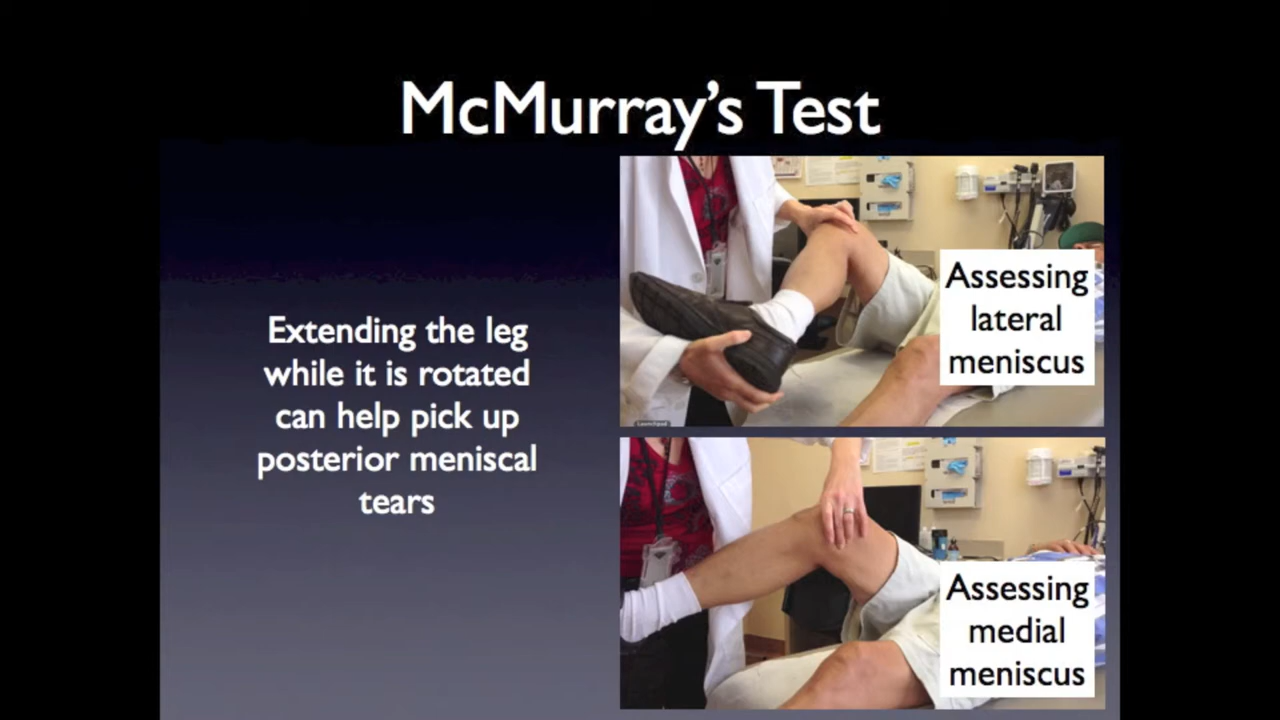 McMurray's Test
Extending the leg
while it is rotated
can help pick up
posterior meniscal
tears
Assessing
lateral
meniscus
Assessing
medial
meniscus